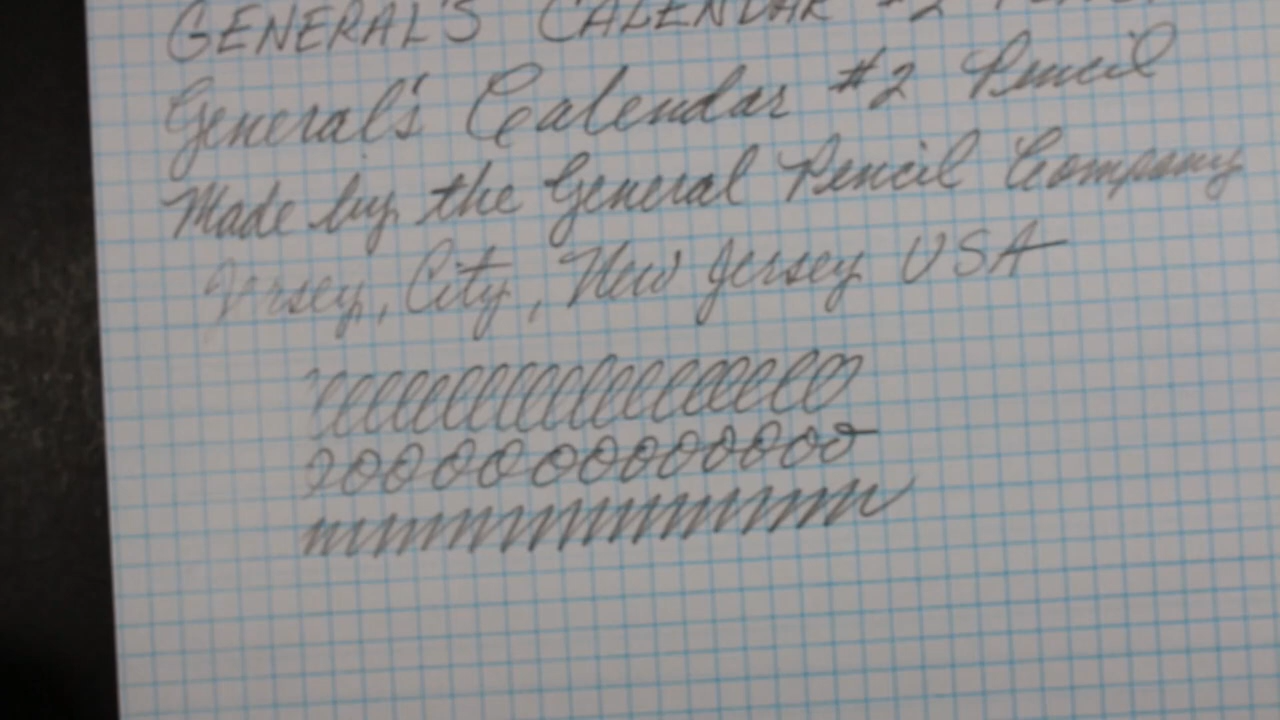 GENERAL'S CALENDAR #2
General's Calendar #2 Pencil
Made by the General Pencil Company
Jersey, City, New Jersey USA